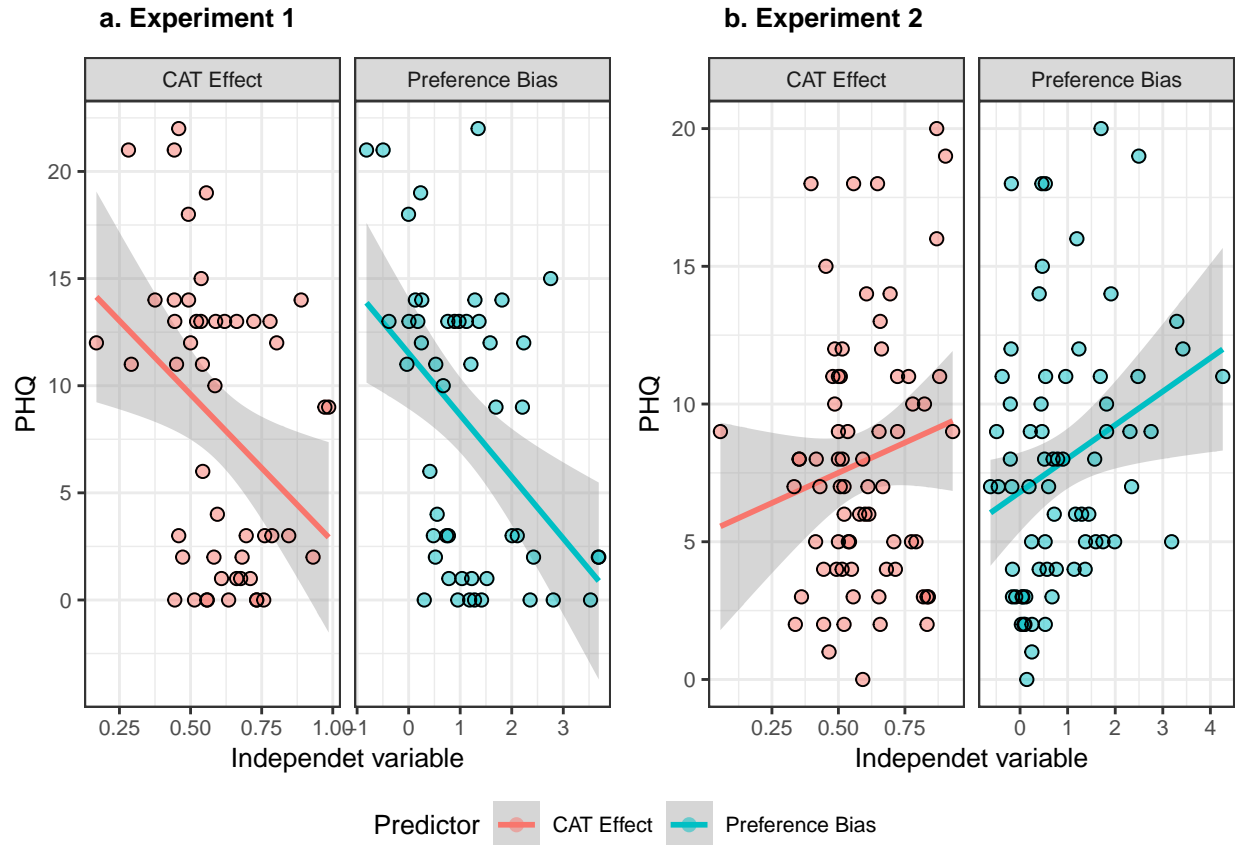 a. Experiment 1
b. Experiment 2
CAT Effect
Preference Bias
CAT Effect
Preference Bias
PHQ
20
15
10
5
0
0.25 0.50 0.75 1.00
-1 0 1 2 3
Independet variable
PHQ
20
15
10
5
0
0.25 0.50 0.75
0 1 2 3 4
Independet variable
Predictor CAT Effect Preference Bias